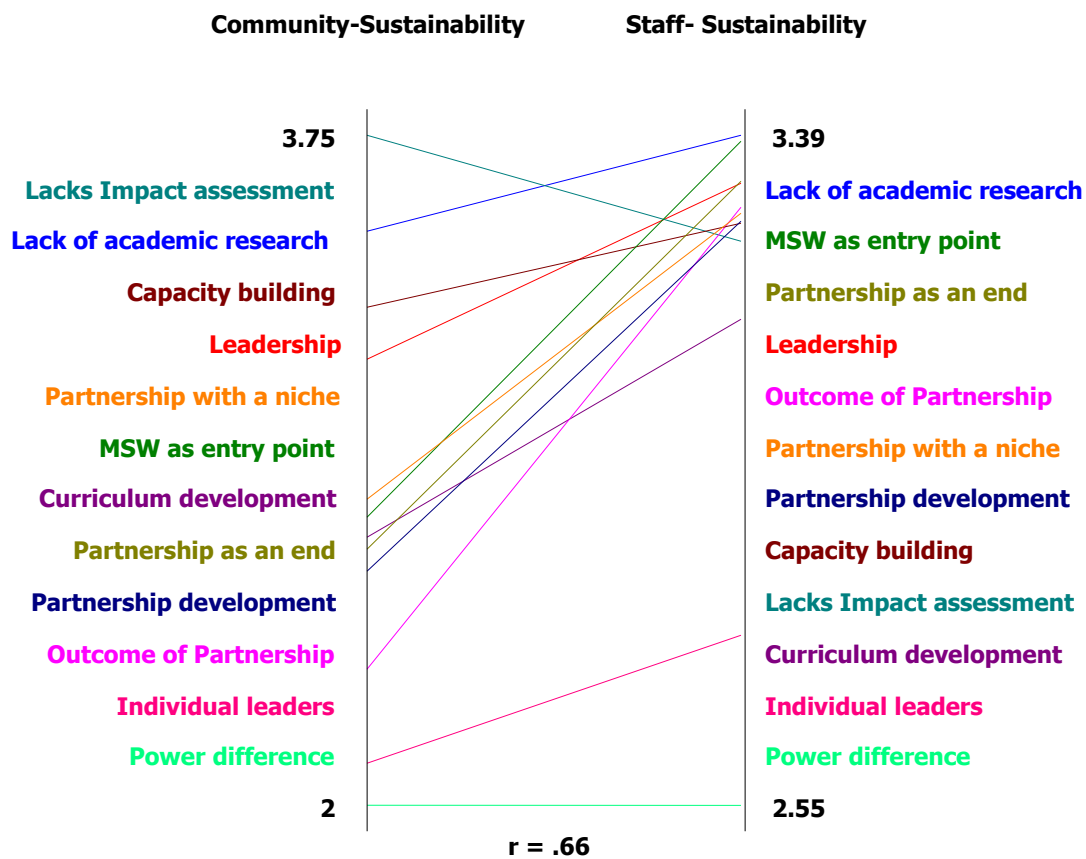 Community-Sustainability
Staff- Sustainability
3.75
Lacks Impact assessment
Lack of academic research
Capacity building
Leadership
Partnership with a niche
MSW as entry point
Curriculum development
Partnership as an end
Partnership development
Outcome of Partnership
Individual leaders
Power difference
2
3.39
Lack of academic research
MSW as entry point
Partnership as an end
Leadership
Outcome of Partnership
Partnership with a niche
Partnership development
Capacity building
Lacks Impact assessment
Curriculum development
Individual leaders
Power difference
2.55
r = .66